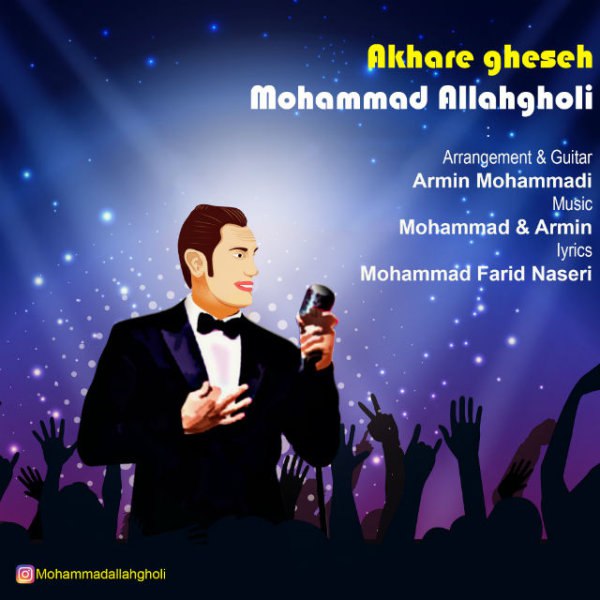 Akhare gheseh
Mohammad Allahgholi
:
Arrangement & Guitar
Armin Mohammadi
Music
Mohammad & Armin
lyrics
Mohammad Farid Naseri
Mohammadallahgholi